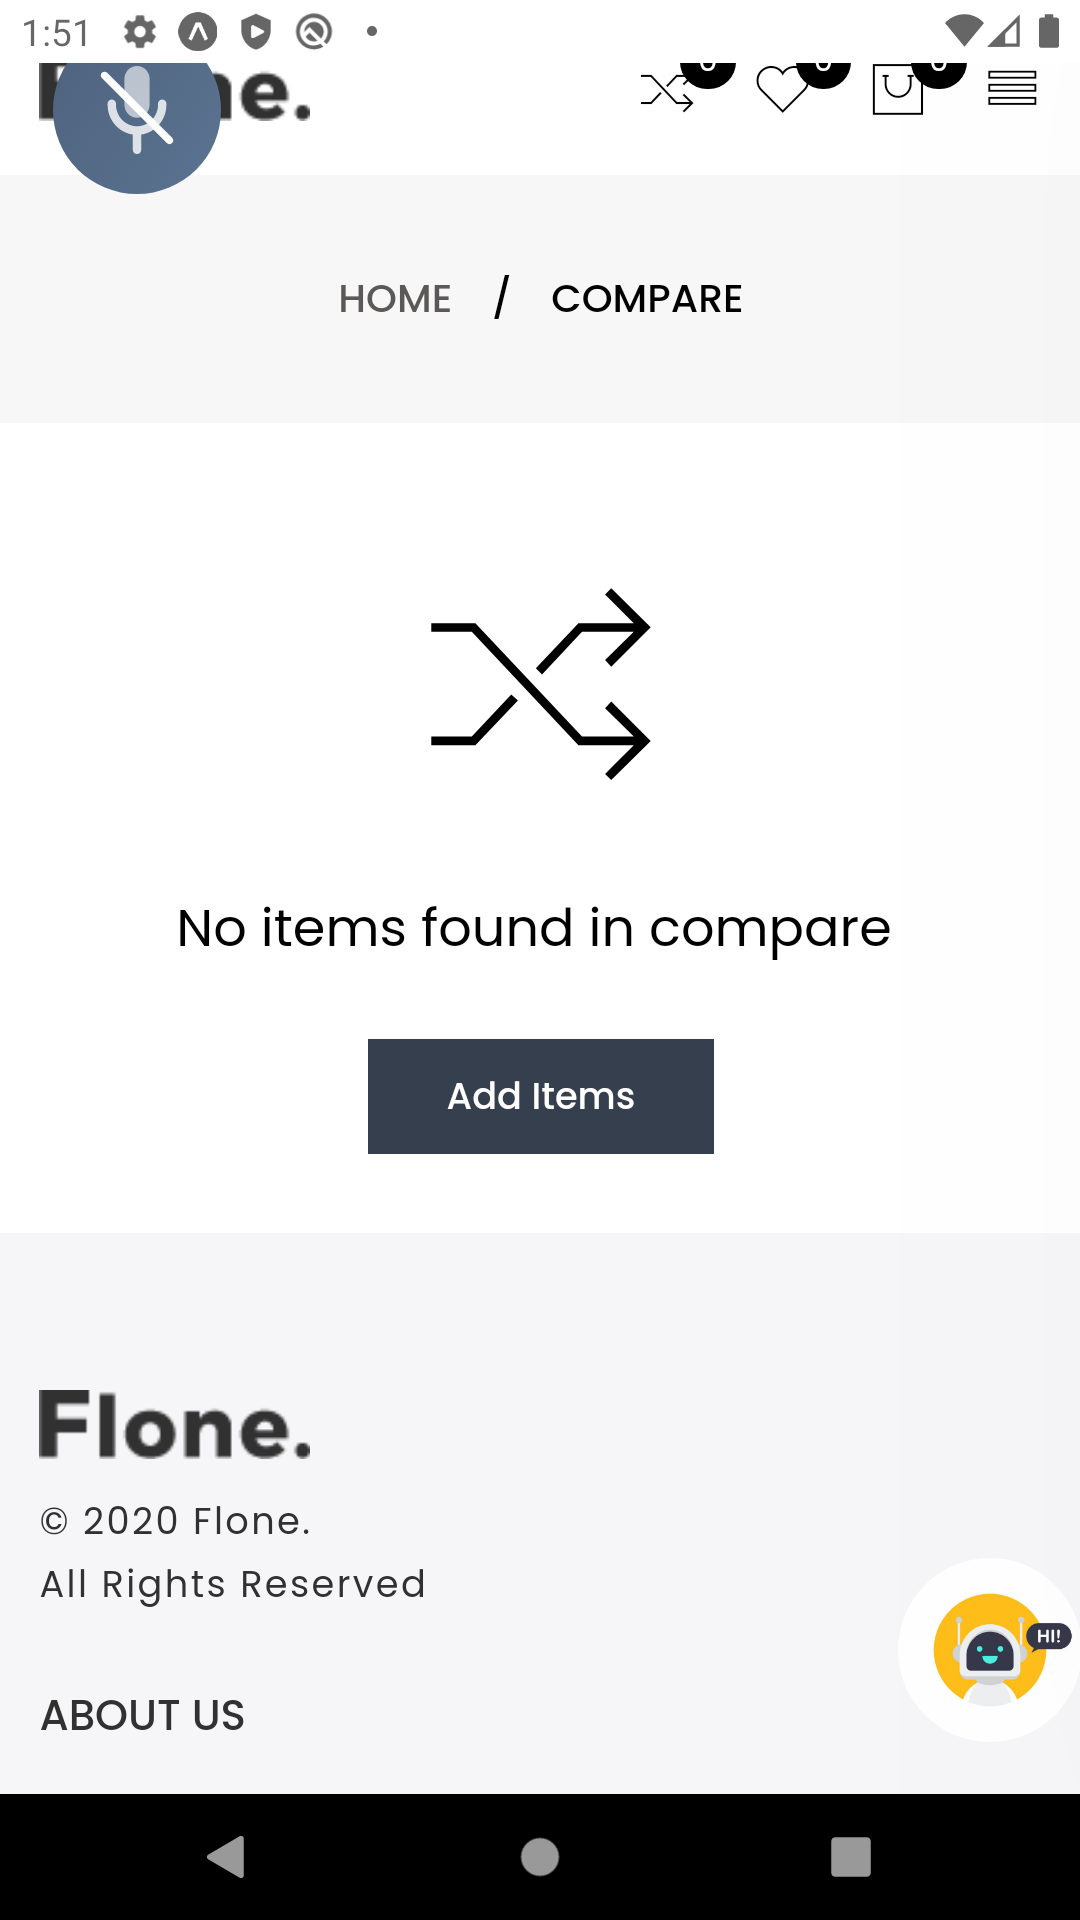 1:51
ne.
0 0 0
HOME / COMPARE
No items found in compare
Add Items
Flone.
© 2020 Flone.
All Rights Reserved
HI!
ABOUT US